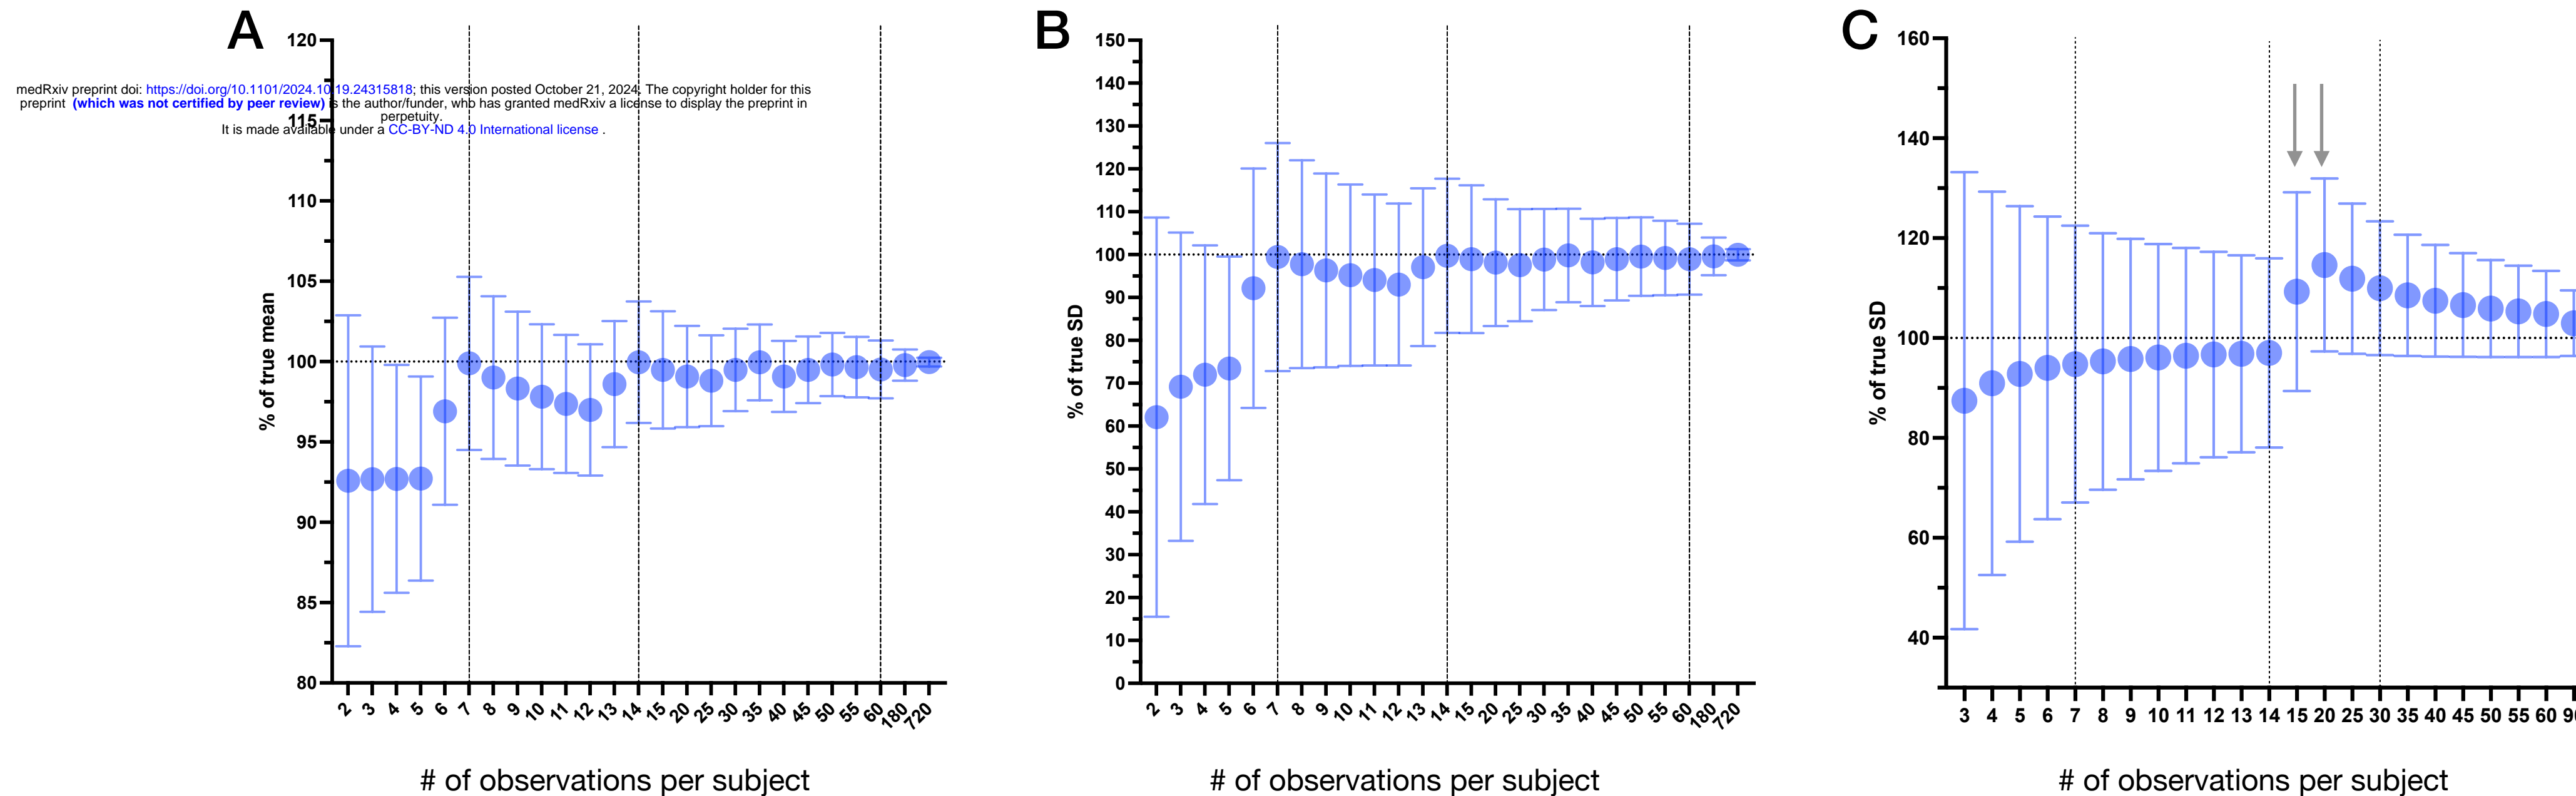 A
B
C
medRxiv preprint doi: https://doi.org/10.1101/2024.10.19.24315818; this version posted October 21, 2024. The copyright holder for this
preprint (which was not certified by peer review) is the author/funder, who has granted medRxiv a license to display the preprint in
perpetuity.
It is made available under a CC-BY-ND 4.0 International license .
120
115
110
105
100
95
90
85
80
% of true mean
2 3 4 5 6 7 8 9 10 11 12 13 14 15 20 25 30 35 40 45 50 55 60 180 720
# of observations per subject
150
140
130
120
110
100
90
80
70
60
50
40
30
20
10
0
% of true SD
2 3 4 5 6 7 8 9 10 11 12 13 14 15 20 25 30 35 40 45 50 55 60 180 720
# of observations per subject
160
140
120
100
80
60
40
% of true SD
3 4 5 6 7 8 9 10 11 12 13 14 15 20 25 30 35 40 45 50 55 60
# of observations per subject